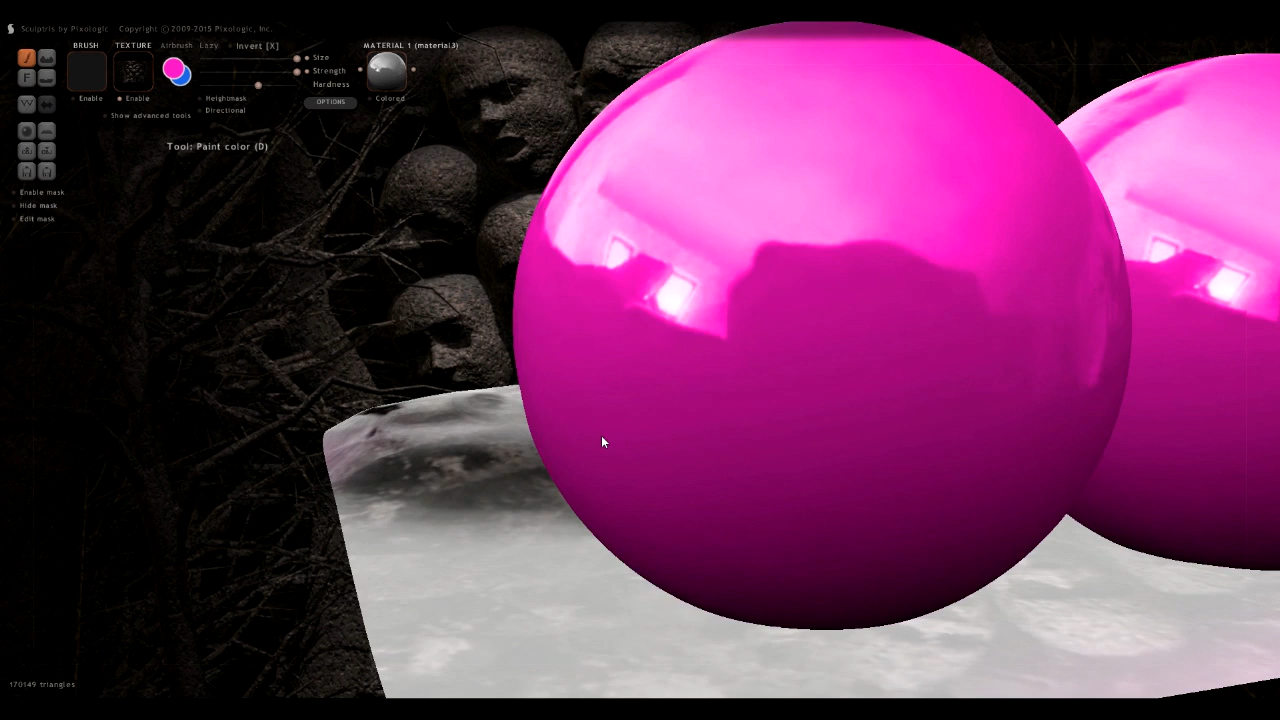 Sculptris by Pixologic   Copyright © 2009-2015 Pixologic, Inc.
BRUSH
TEXTURE
Airbrush
Lazy
Invert [X]
MATERIAL 1 (material3)
Size
Strength
Hardness
F
Enable
Enable
Heightmask
OPTIONS
Colored
Directional
Show advanced tools
Tool: Paint color (D)
Enable mask
Hide mask
Edit mask
170149 triangles